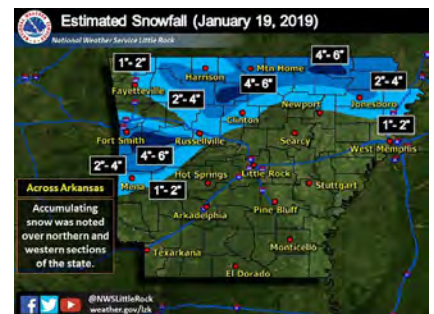 Estimated Snowfall (January 19, 2019)
National Weather Service Little Rock
4"- 6"
1"- 2"
Harrison
Mtn Home
Fayetteville
4"- 6"
2"- 4"
2"- 4"
Newport
Jonesboro
Clinton
1"- 2"
Fort Smith
Russellville
Searcy
West Memphis
4"- 6"
2"- 4"
Hot Springs
Little Rock
Mena
1"- 2"
Stuttgart
Across Arkansas
Arkadelphia
Pine Bluff
Accumulating
snow was noted
over northern and
western sections
of the state.
Monticello
Texarkana
El Dorado
@NWSLittleRock
weather.gov/lzk